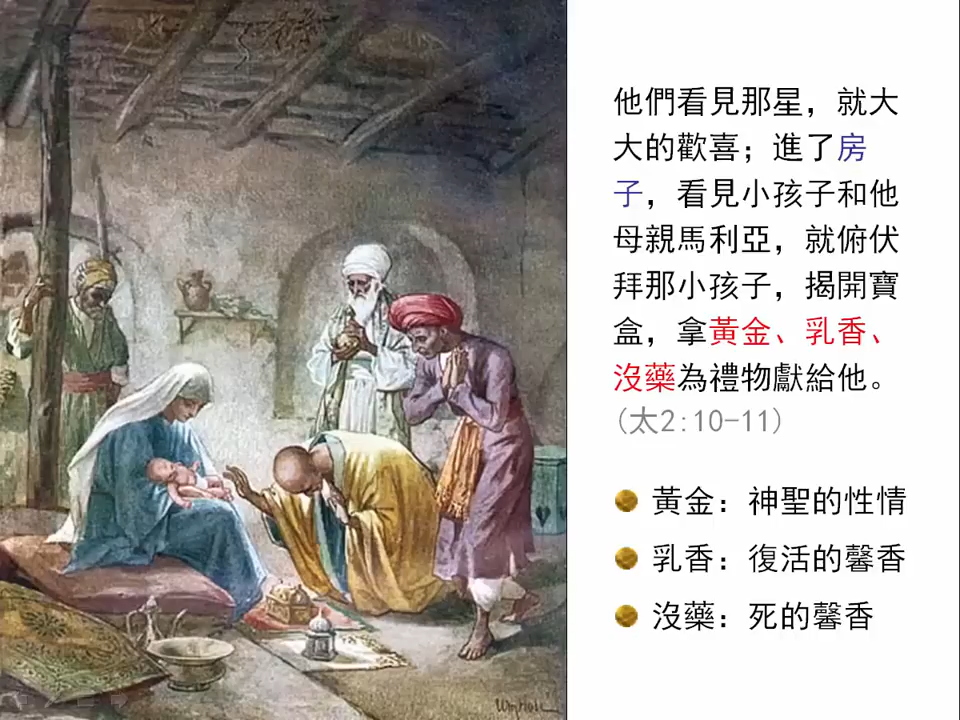 他們看見那星，就大
大的歡喜；進了房
子，看見小孩子和他
母親馬利亞，就俯伏
拜那小孩子，揭開寶
盒，拿黃金、乳香、
沒藥為禮物獻給他。
(太2:10-11)
黃金：神聖的性情
乳香：復活的馨香
沒藥：死的馨香